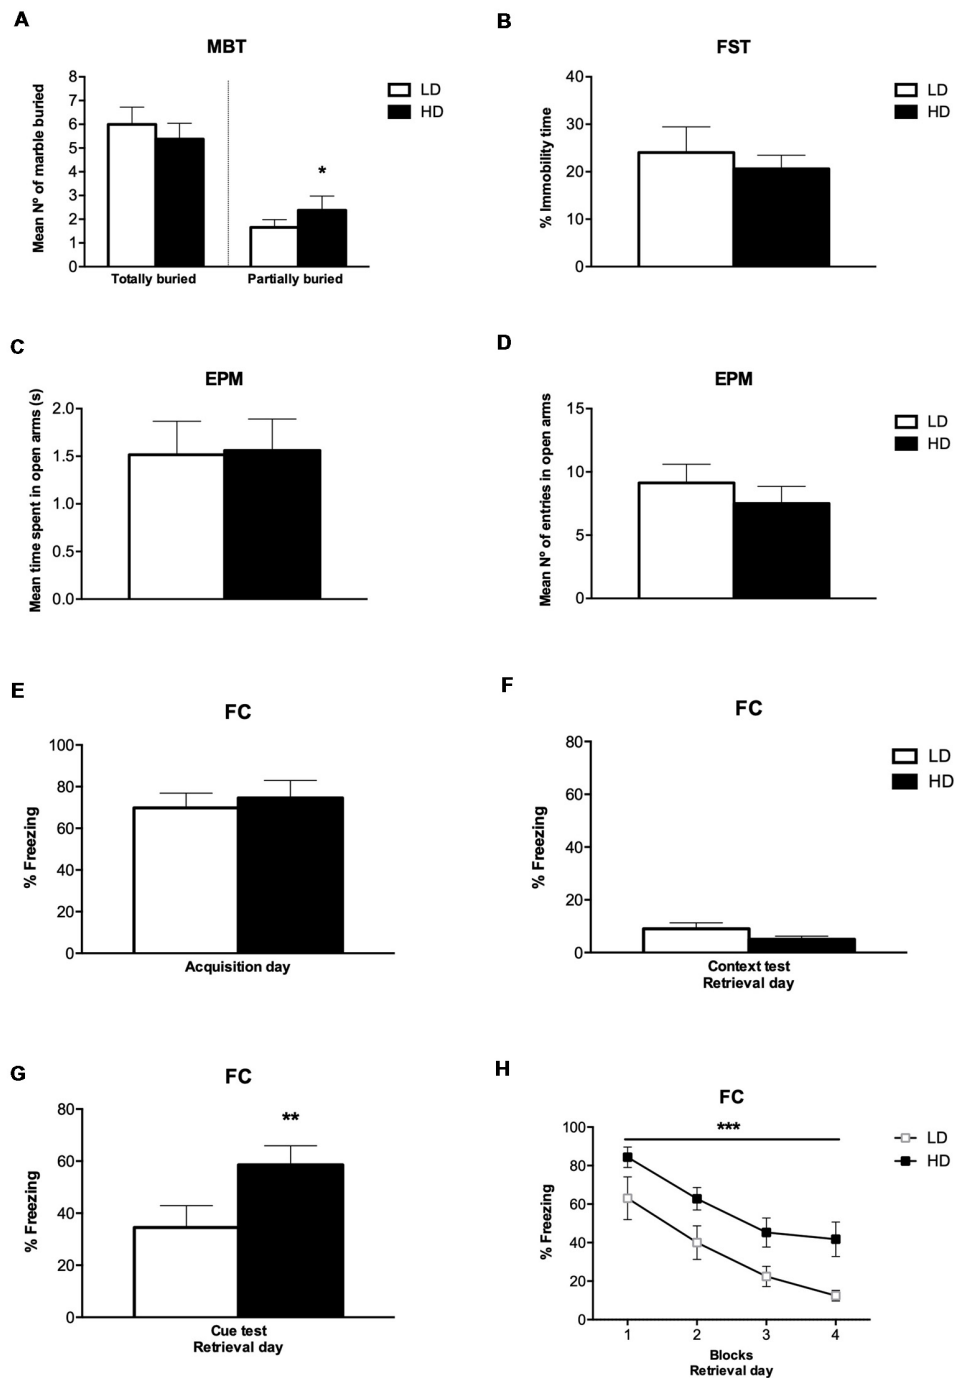 A
MBT
8
7
6
5
4
3
2
1
0
Mean Nº of marble buried
*
Totally buried
Partially buried
LD
HD
B
FST
40
30
20
10
0
% Immobility time
LD
HD
C
EPM
2.0
1.5
1.0
0.5
0.0
Mean time spent in open arms (s)
D
EPM
15
10
5
0
Mean Nº of entries in open arms
LD
HD
E
FC
100
80
60
40
20
0
% Freezing
Acquisition day
F
FC
80
60
40
20
0
% Freezing
Context test
Retrieval day
LD
HD
G
FC
80
60
40
20
0
% Freezing
**
Cue test
Retrieval day
H
FC
***
100
80
60
40
20
0
% Freezing
1 2 3 4
Blocks
Retrieval day
LD
HD